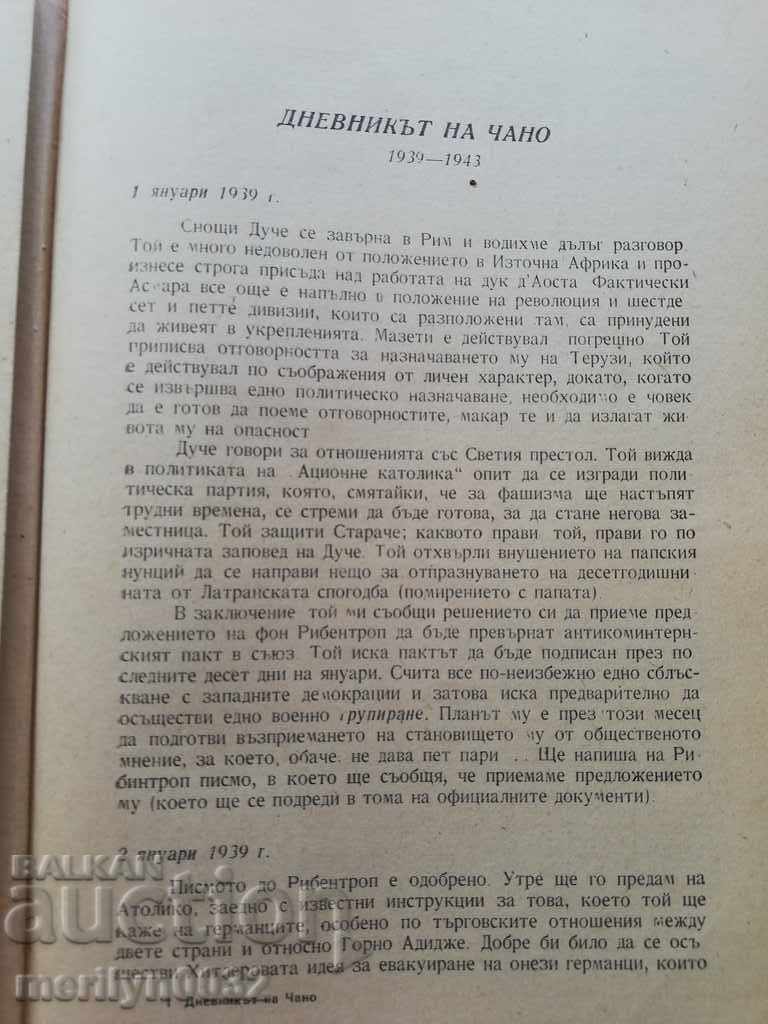 ДНЕВНИКЪТ НА ЧАНО
1939—1943
1 януари 1939 г.
Снощи Дуче се завърна в Рим и водихме дълъг разговор
Той е много недоволен от положението в Източна Африка и про-
изнесе строга присъда над работата на дук д'Аоста Фактически
Ас ара все още е напълно в положение на революция и шестде
сет и петте дивизии, които са разположени там, са принудени
да живеят в укрепленията. Мазети е действувал погрешно Той
приписва отговорността за назначаването му на Терузи, който
е действувал по съображения от личен характер, докато, когато
се извършва едно политическо назначаване, необходимо е човек
да е готов да поеме отговорностите, макар те и да излагат жи
вота му на опасност
Дуче говори за отношенията със Светия престол. Той вижда
в политиката на Ационне католика" опит да се изгради поли
тическа партия, която, смятайки, че за фашизма ще настъпят
трудни времена, се стреми да бъде готова, за да стане негова за-
местница. Той защити Стараче; каквото прави той, прави го по
изричната заповед на Дуче. Той отхвърли внушението на папския
нунций да се направи нещо за отпразнуването на десетгодишни
ната от Латранската спогодба (помирението с папата).
В заключение той ми съобщи решението си да приеме пред
ложението на фон Рибентроп да бъде превърнат антикоминтерн-
ският пакт в съюз Той иска пактът да бъде подписан през по
следните десет дни на януари. Счита все по-неизбежно едно сблъс-
кване с западните демокрации и затова иска предварително да
осъществи едно военно групиране. Планът му е през този месец
да подготви възприемането на становището му от общественото
мнение, за което, обаче. не дава пет пари . . Ще напиша на Ри-
бинтроп писмо, в което ще съобщя, че приемаме предложението
му (което ще се подреди в тома на официалните документи).
2 януари 1939 г.
Писмото до Рибентроп е одобрено. Утре ще го предам на
Атолико, заедно с известни инструкции за това, което той ще
каже на германците, особено по търговските отношения между
двете страни и относно Горно Адидже. Добре би било да се осъ
ществи Хитлеровата идея за евакуиране на онези германци, които
1 Дневникът на Чано
BALKAN
auction
merilynd032